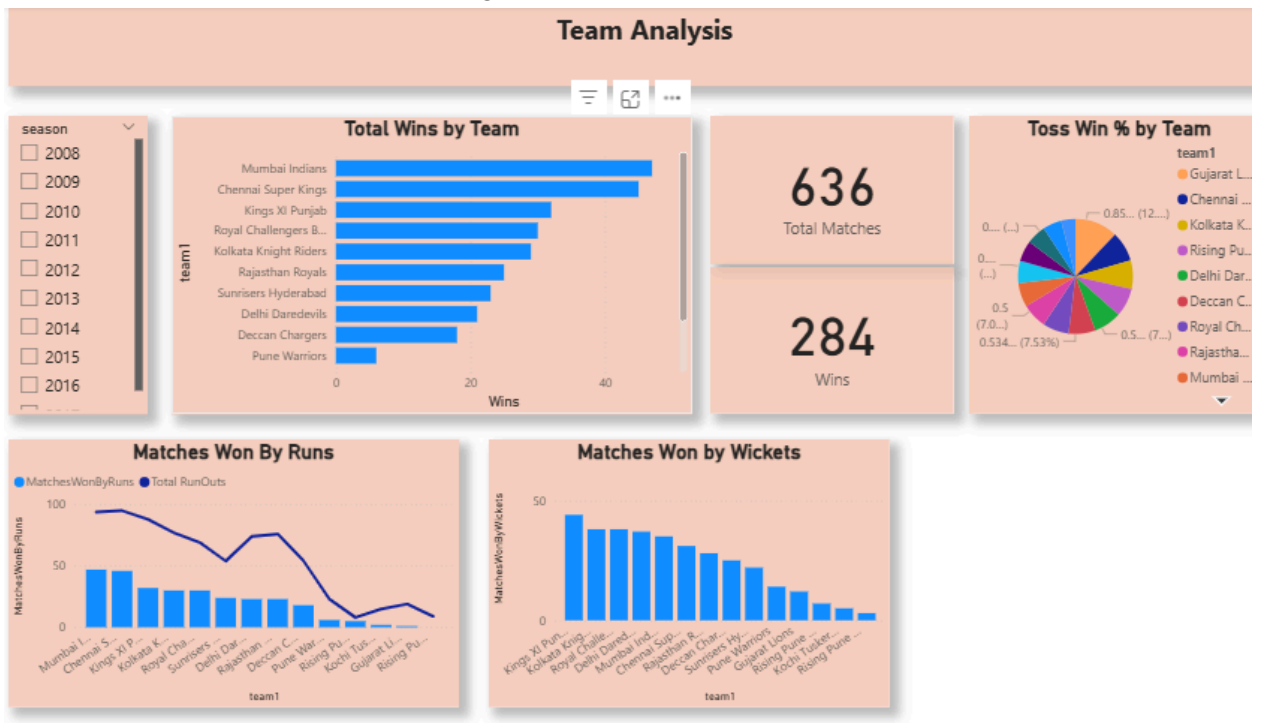 Team Analysis
season
2008
2009
2010
2011
2012
2013
2014
2015
2016
Total Wins by Team
team1
Mumbai Indians
Chennai Super Kings
Kings XI Punjab
Royal Challengers B...
Kolkata Knight Riders
Rajasthan Royals
Sunrisers Hyderabad
Delhi Daredevils
Deccan Chargers
Pune Warriors
0 20 40
Wins
636
Total Matches
284
Wins
Toss Win % by Team
team1
Gujarat L...
Chennai ...
Kolkata K...
Rising Pu...
Delhi Dar...
Deccan C...
Royal Ch...
Rajastha...
Mumbai ...
0.85... (12....)
0.... (...)
0....
(...)
0.5
(7.0...)
0.534... (7.53%)
0.5... (7...)
Matches Won By Runs
MatchesWonByRuns Total RunOuts
MatchesWonByRuns
100
50
0
Mumbai I...
Chennai S...
Kings XI P...
Kolkata K...
Royal Cha...
Sunrisers ...
Delhi Dar...
Rajasthan ...
Deccan C...
Pune War...
Rising Pu...
Kochi Tus...
Gujarat Li...
Rising Pu...
team1
Matches Won by Wickets
MatchesWonByWickets
50
0
Kings XI Pun...
Kolkata Knig...
Royal Challe...
Delhi Dared...
Mumbai Ind...
Chennai Sup...
Rajasthan R...
Deccan Char...
Sunrisers Hy...
Pune Warriors
Gujarat Lions
Rising Pune ...
Kochi Tusker...
Rising Pune ...
team1